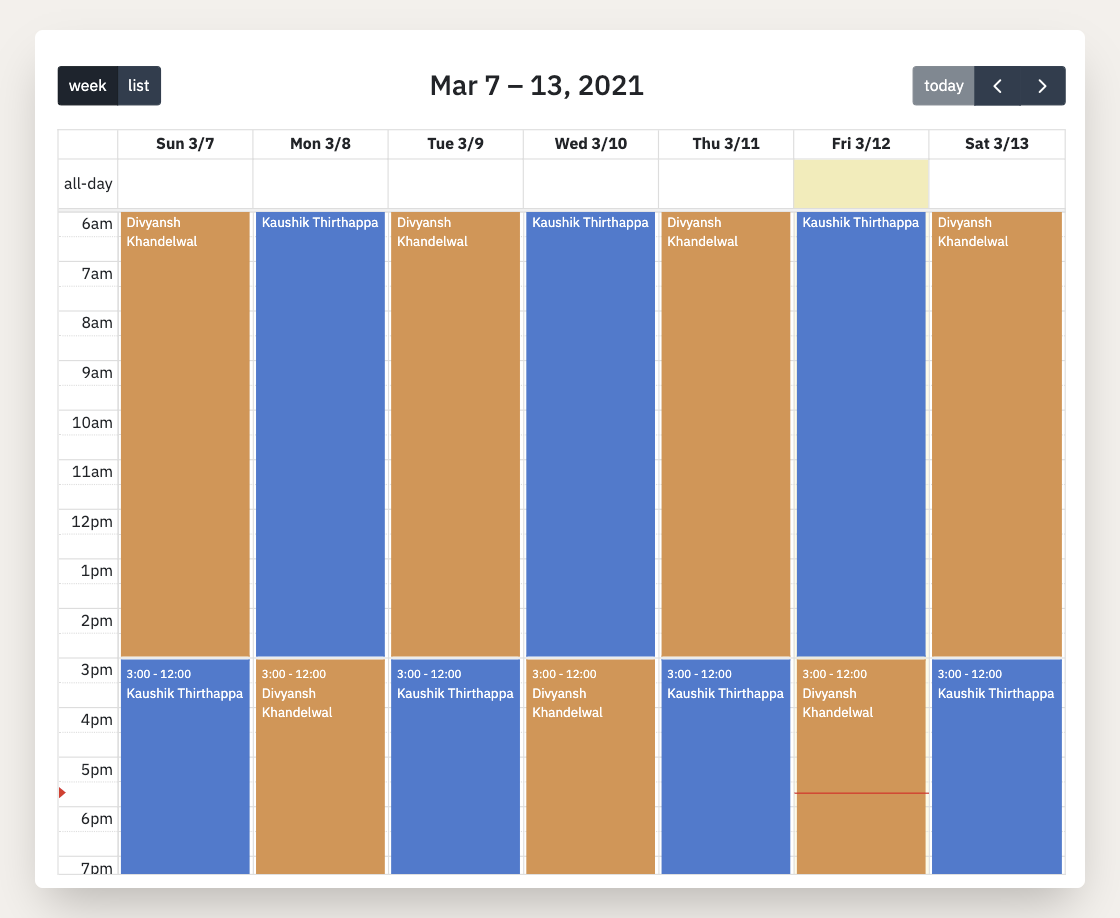 week list
Mar 7 – 13, 2021
today
Sun 3/7 Mon 3/8 Tue 3/9 Wed 3/10 Thu 3/11 Fri 3/12 Sat 3/13
all-day
6am
Divyansh
Khandelwal
Kaushik Thirthappa
Divyansh
Khandelwal
Kaushik Thirthappa
Divyansh
Khandelwal
Kaushik Thirthappa
Divyansh
Khandelwal
7am
8am
9am
10am
11am
12pm
1pm
2pm
3pm
3:00 - 12:00
Kaushik Thirthappa
3:00 - 12:00
Divyansh
Khandelwal
3:00 - 12:00
Kaushik Thirthappa
3:00 - 12:00
Divyansh
Khandelwal
3:00 - 12:00
Kaushik Thirthappa
3:00 - 12:00
Divyansh
Khandelwal
3:00 - 12:00
Kaushik Thirthappa
4pm
5pm
6pm
7pm